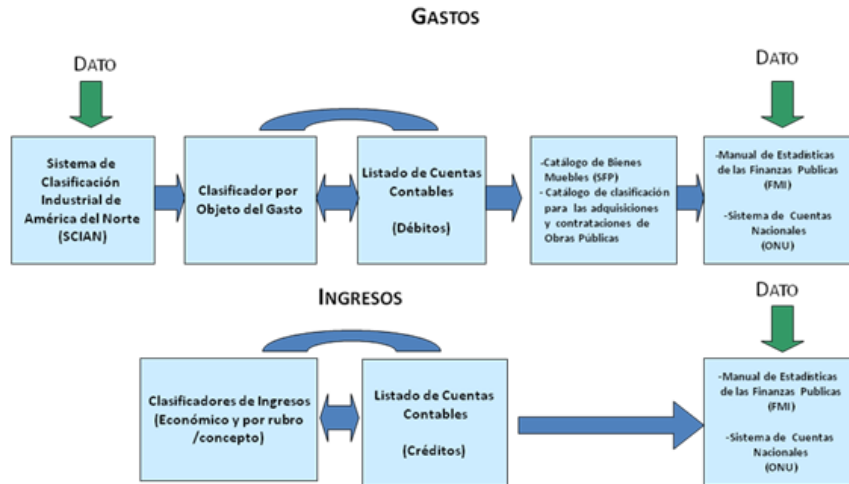 GASTOS
DATO
DATO
Sistema de
Clasificación
Industrial de
América del Norte
(SCIAN)
Clasificador por
Objeto del Gasto
Listado de Cuentas
Contables
(Débitos)
-Catálogo de Bienes
Muebles (SFP)
- Catálogo de clasificación
para las adquisiciones
y contrataciones de
Obras Públicas
-Manual de Estadísticas
de las Finanzas Publicas
(FMI)
-Sistema de Cuentas
Nacionales
(ONU)
INGRESOS
DATO
Clasificadores de Ingresos
(Económico y por rubro
/concepto)
Listado de Cuentas
Contables
(Créditos)
-Manual de Estadísticas
de las Finanzas Publicas
(FMI)
-Sistema de Cuentas
Nacionales
(ONU)